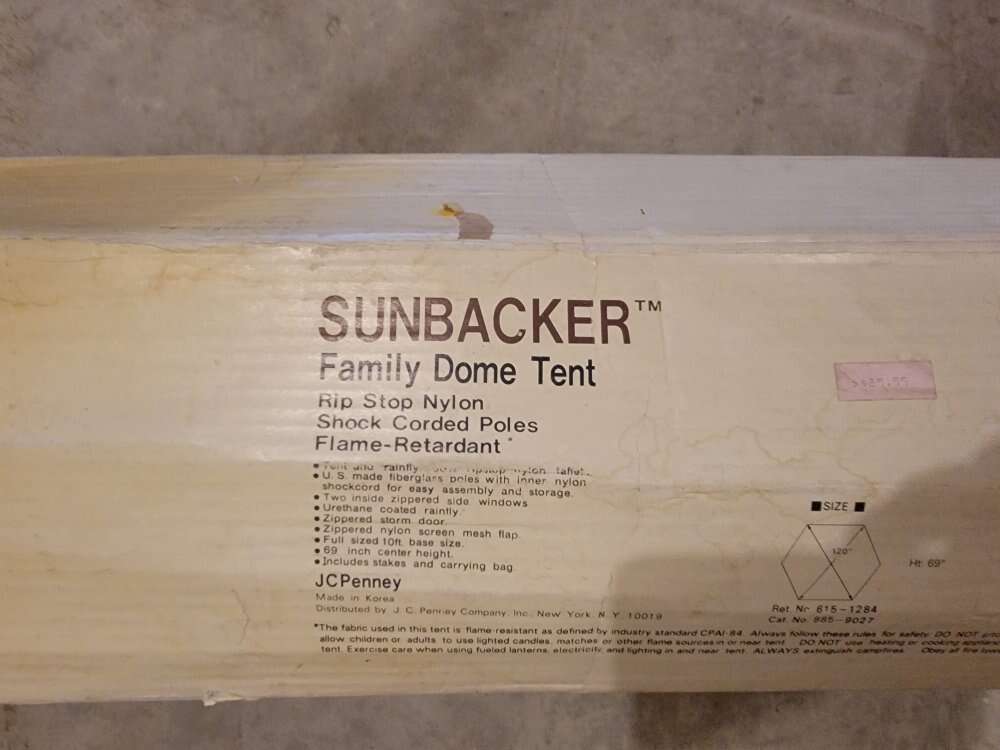 SUNBACKER™
Family Dome Tent
Rip Stop Nylon
Shock Corded Poles
Flame-Retardant*
• Tent and rainfly nylon
• U.S. made fiberglass poles with inner nylon
shockcord for easy assembly and storage.
• Two inside zippered side windows
• Urethane coated rainfly.
• Zippered storm door.
• Zippered nylon screen mesh flap.
• Full sized 10ft. base size.
• 69 inch center height.
• Includes stakes and carrying bag.
JCPenney
Made in Korea
Distributed by J. C. Penney Company, Inc., New York N.Y. 10019
■ SIZE ■
120"
Ht. 69"
Ret. Nr. 615-1284
Cat. No. 885-9027
*The fabric used in this tent is flame-resistant as defined by industry standard CPAI-84. Always follow these rules for safety: DO NOT
allow children or adults to use lighted candles, matches or other flame sources in or near tent. DO NOT use heating or cooking
tent. Exercise care when using fueled lanterns, electricity, and lighting in and near tent. ALWAYS extinguish campfires. Obey all fire